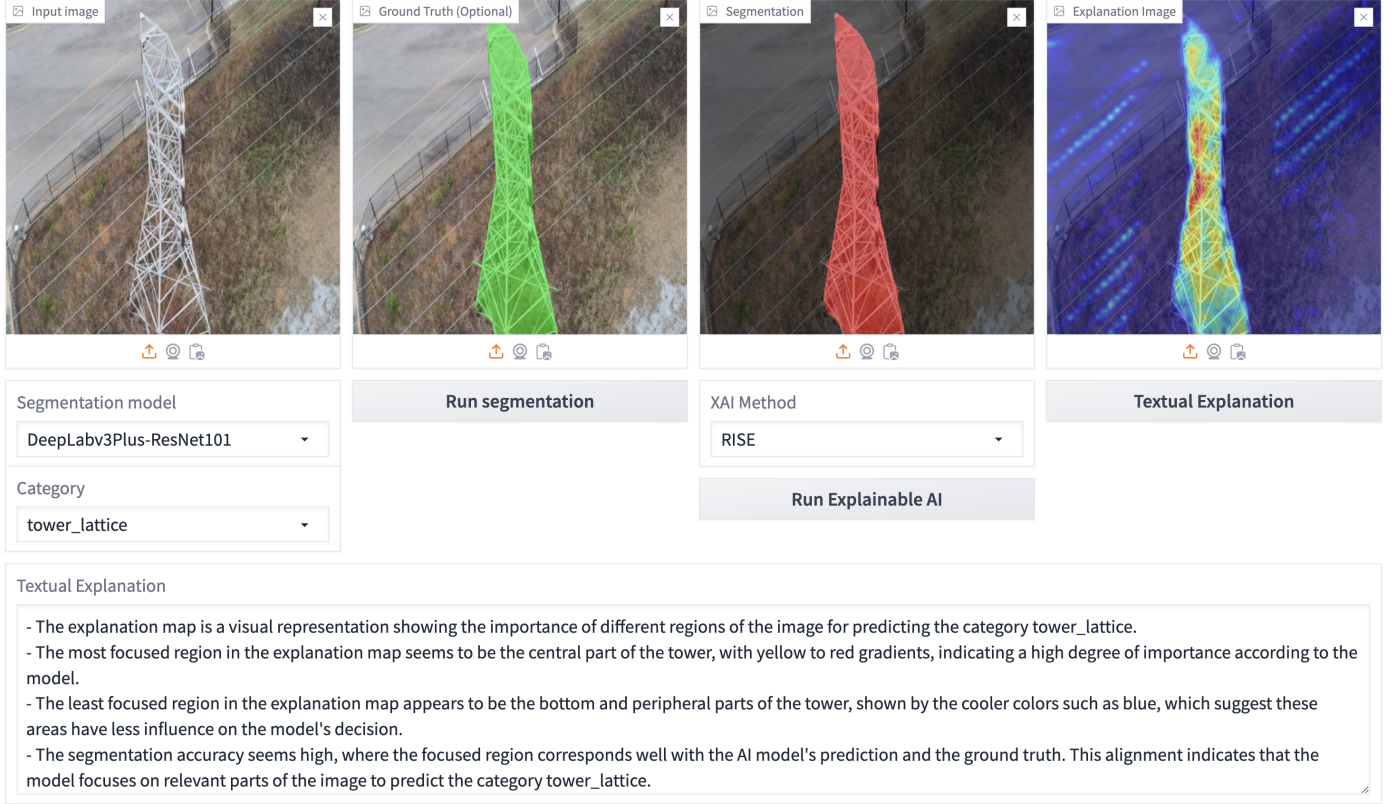 Input image
Ground Truth (Optional)
Segmentation
Explanation Image
Segmentation model
DeepLabv3Plus-ResNet101
Category
tower_lattice
Run segmentation
XAI Method
RISE
Run Explainable AI
Textual Explanation
Textual Explanation
- The explanation map is a visual representation showing the importance of different regions of the image for predicting the category tower_lattice.
- The most focused region in the explanation map seems to be the central part of the tower, with yellow to red gradients, indicating a high degree of importance according to the
model.
- The least focused region in the explanation map appears to be the bottom and peripheral parts of the tower, shown by the cooler colors such as blue, which suggest these
areas have less influence on the model's decision.
- The segmentation accuracy seems high, where the focused region corresponds well with the AI model's prediction and the ground truth. This alignment indicates that the
model focuses on relevant parts of the image to predict the category tower_lattice.